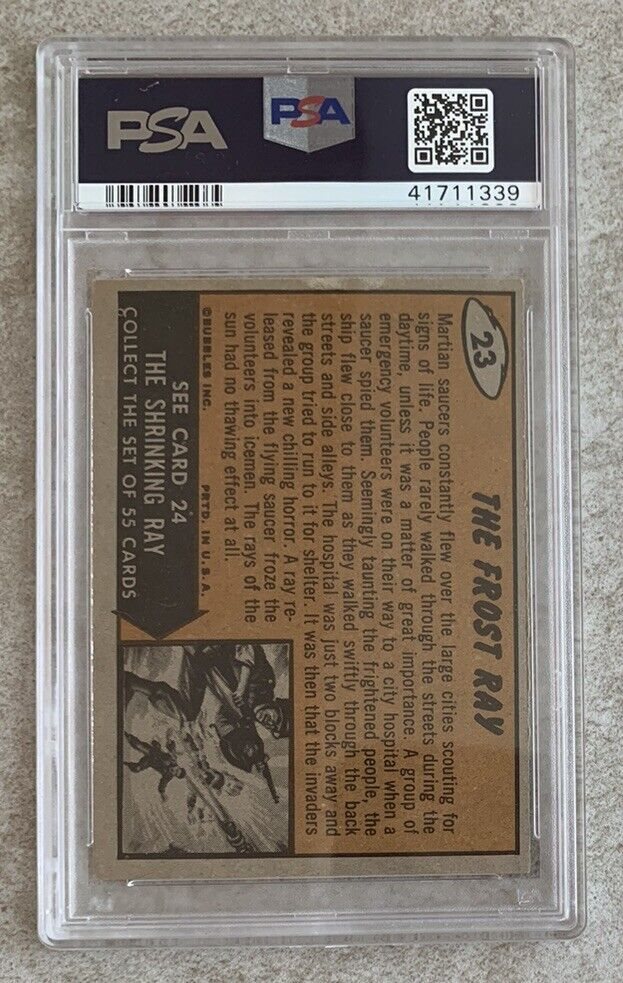 PSA
PSA
41711339
23
THE FROST RAY
Martian saucers constantly flew over the large cities scouting for
signs of life. People rarely walked through the streets during the
daytime, unless it was a matter of great importance. A group of
emergency volunteers were on their way to a city hospital when a
saucer spied them. Seemingly taunting the frightened people, the
ship flew close to them as they walked swiftly through the back
streets and side alleys. The hospital was just two blocks away and
the group tried to run to it for shelter. It was then that the invaders
revealed a new chilling horror. A ray re-
leased from the flying saucer froze the
volunteers into icemen. The rays of the
sun had no thawing effect at all.
©BUBBLES INC. PRTD. IN U.S.A.
SEE CARD 24
THE SHRINKING RAY
COLLECT THE SET OF 55 CARDS